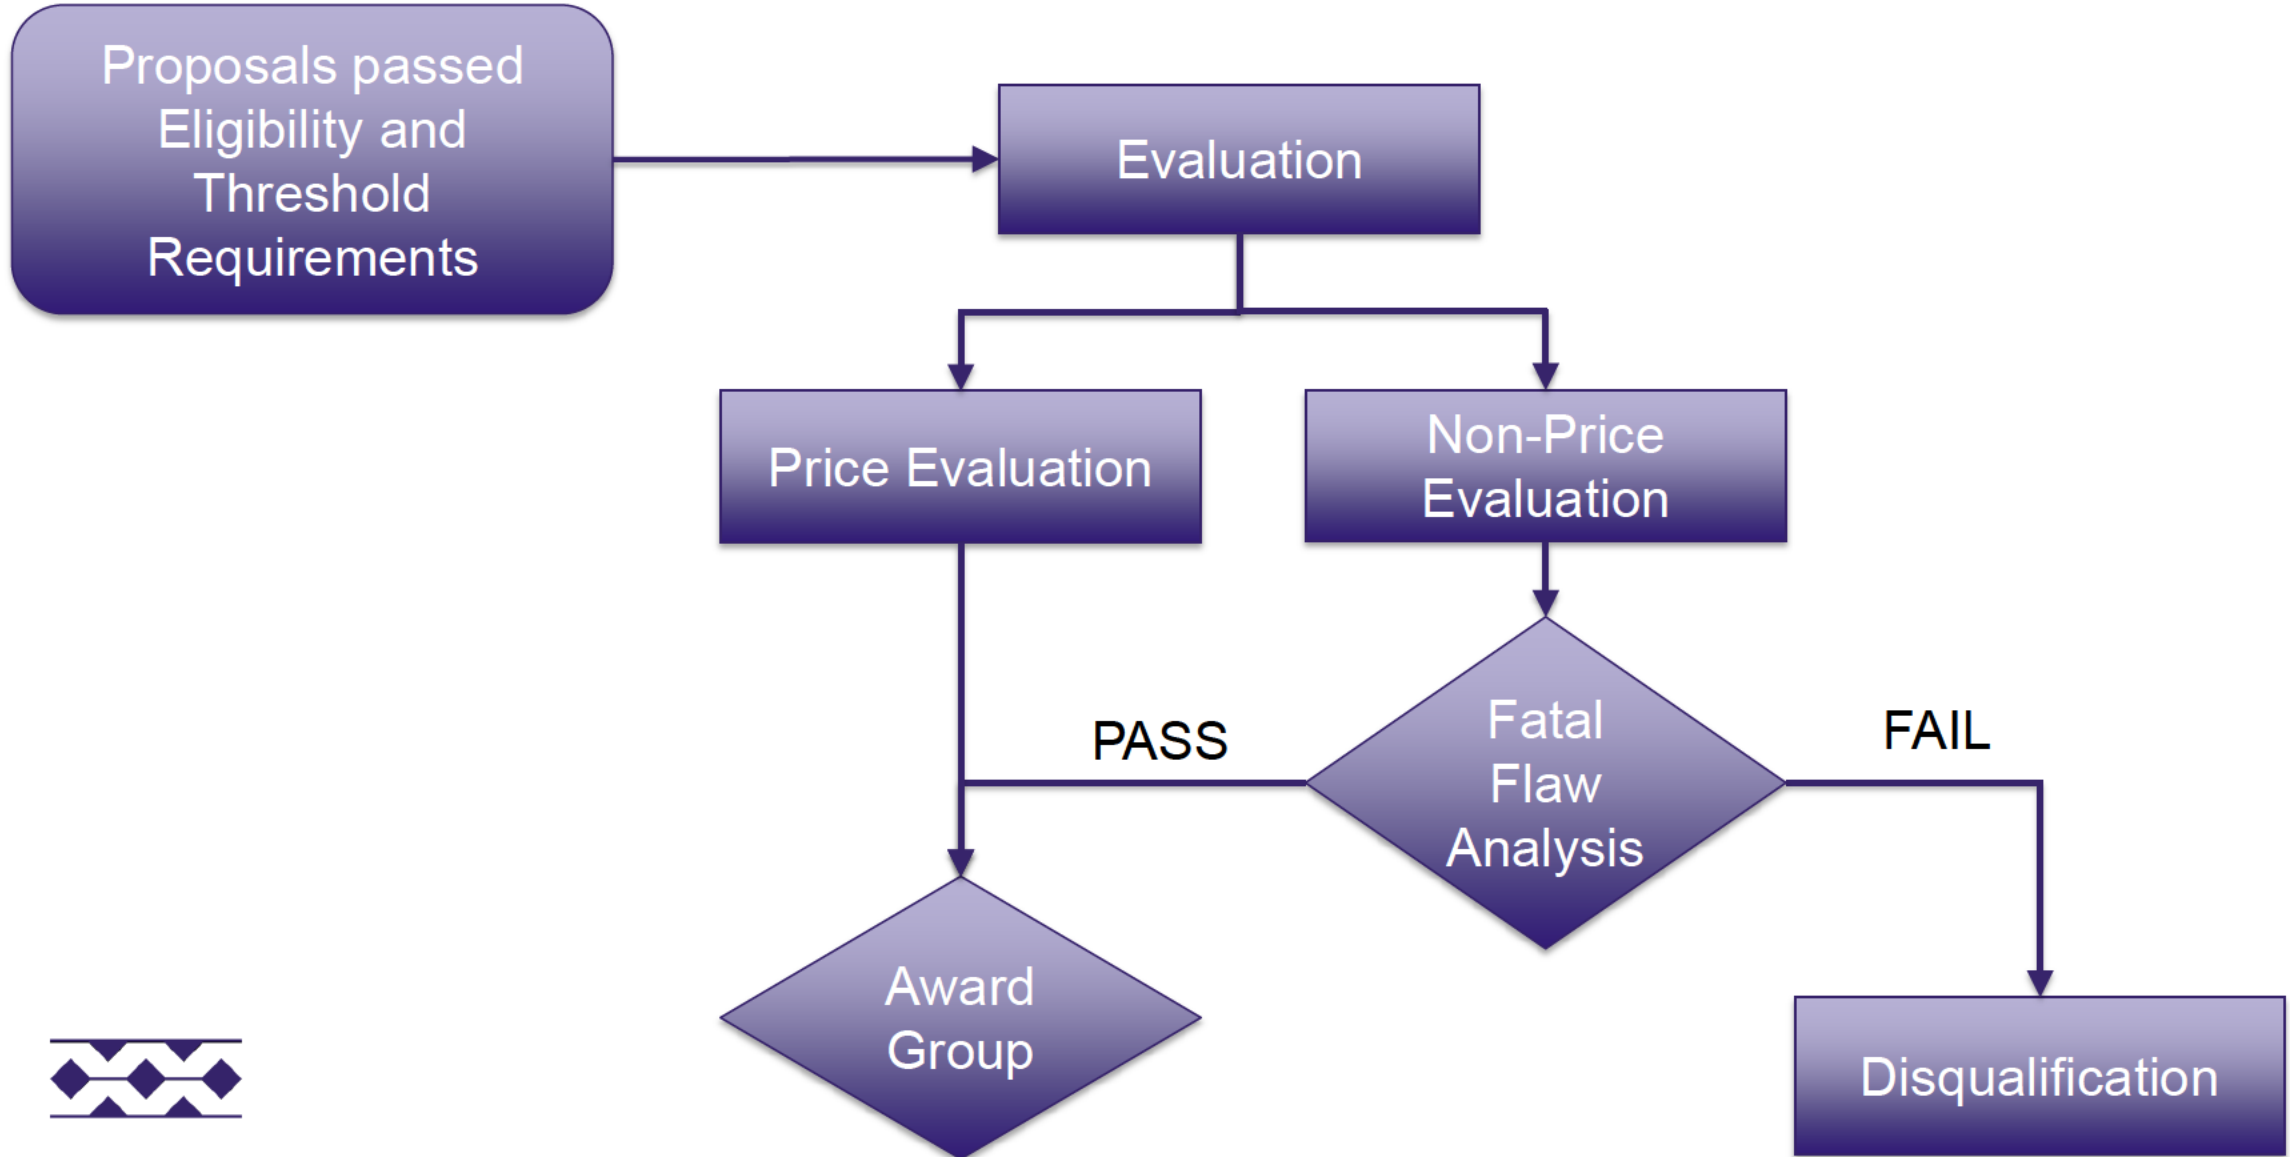 Proposals passed
Eligibility and
Threshold
Requirements
Evaluation
Price Evaluation
Non-Price
Evaluation
PASS
Fatal
Flaw
Analysis
FAIL
Award
Group
Disqualification